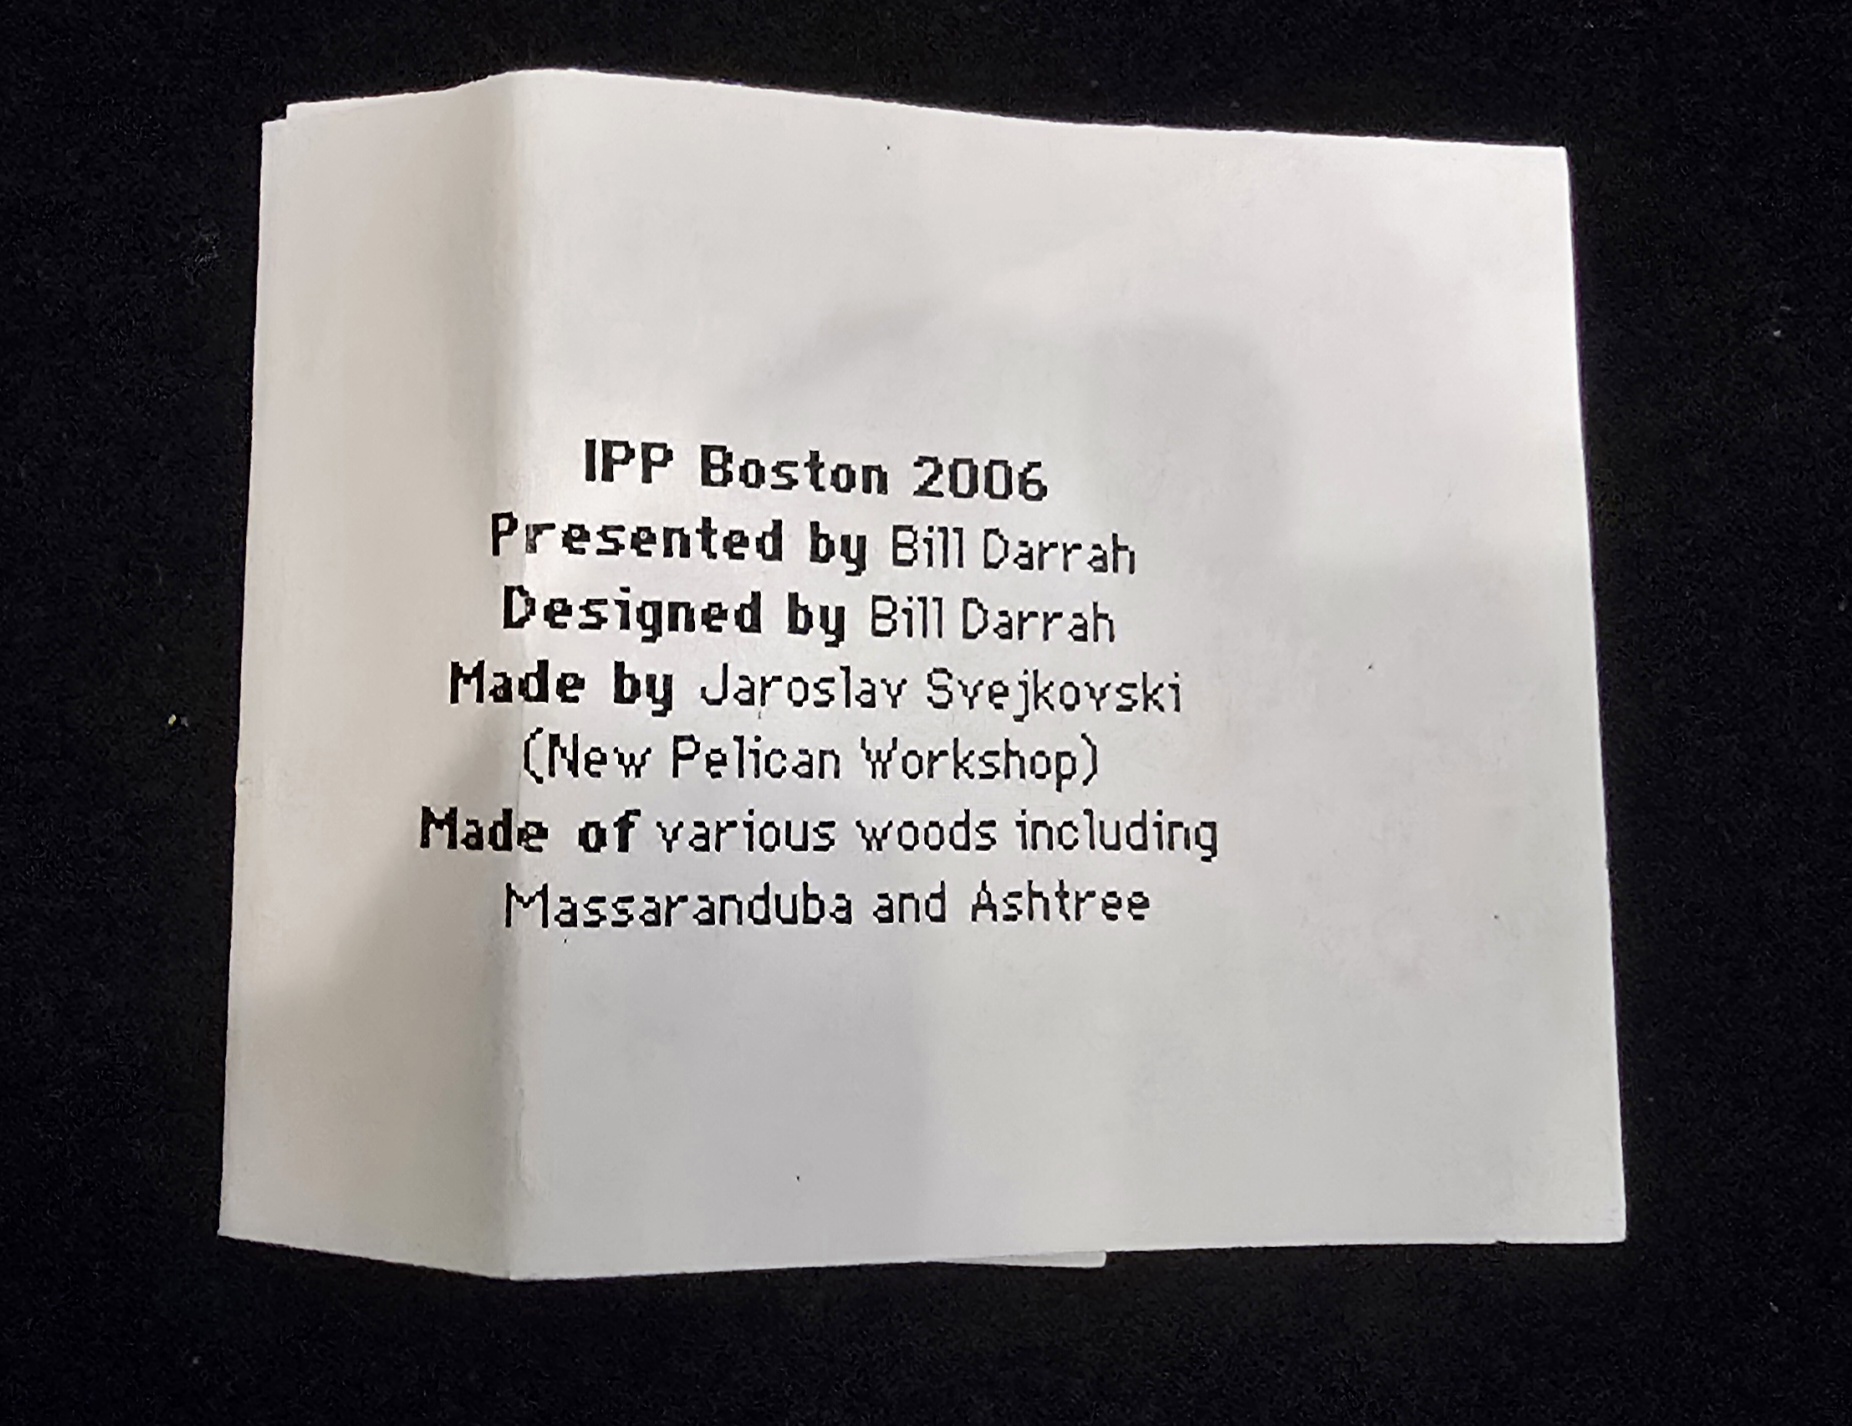 IPP Boston 2006
Presented by Bill Darrah
Designed by Bill Darrah
Made by Jaroslav Svejkovski
(New Pelican Workshop)
Made of various woods including
Massaranduba and Ashtree